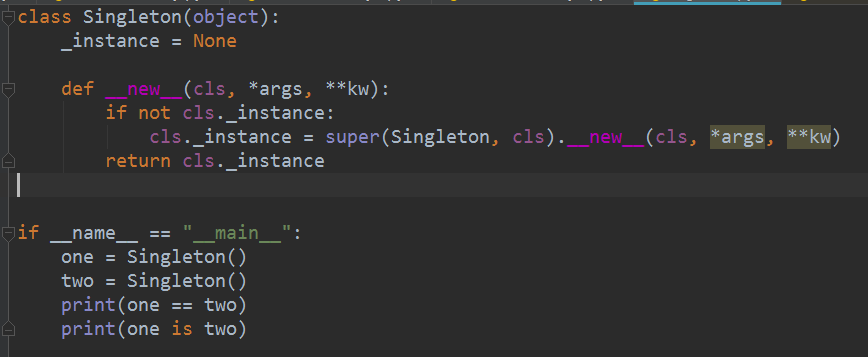 class Singleton(object):
    _instance = None
    def __new__(cls, *args, **kw):
        if not cls._instance:
            cls._instance = super(Singleton, cls).__new__(cls, *args, **kw)
        return cls._instance
if __name__ == "__main__":
    one = Singleton()
    two = Singleton()
    print(one == two)
    print(one is two)